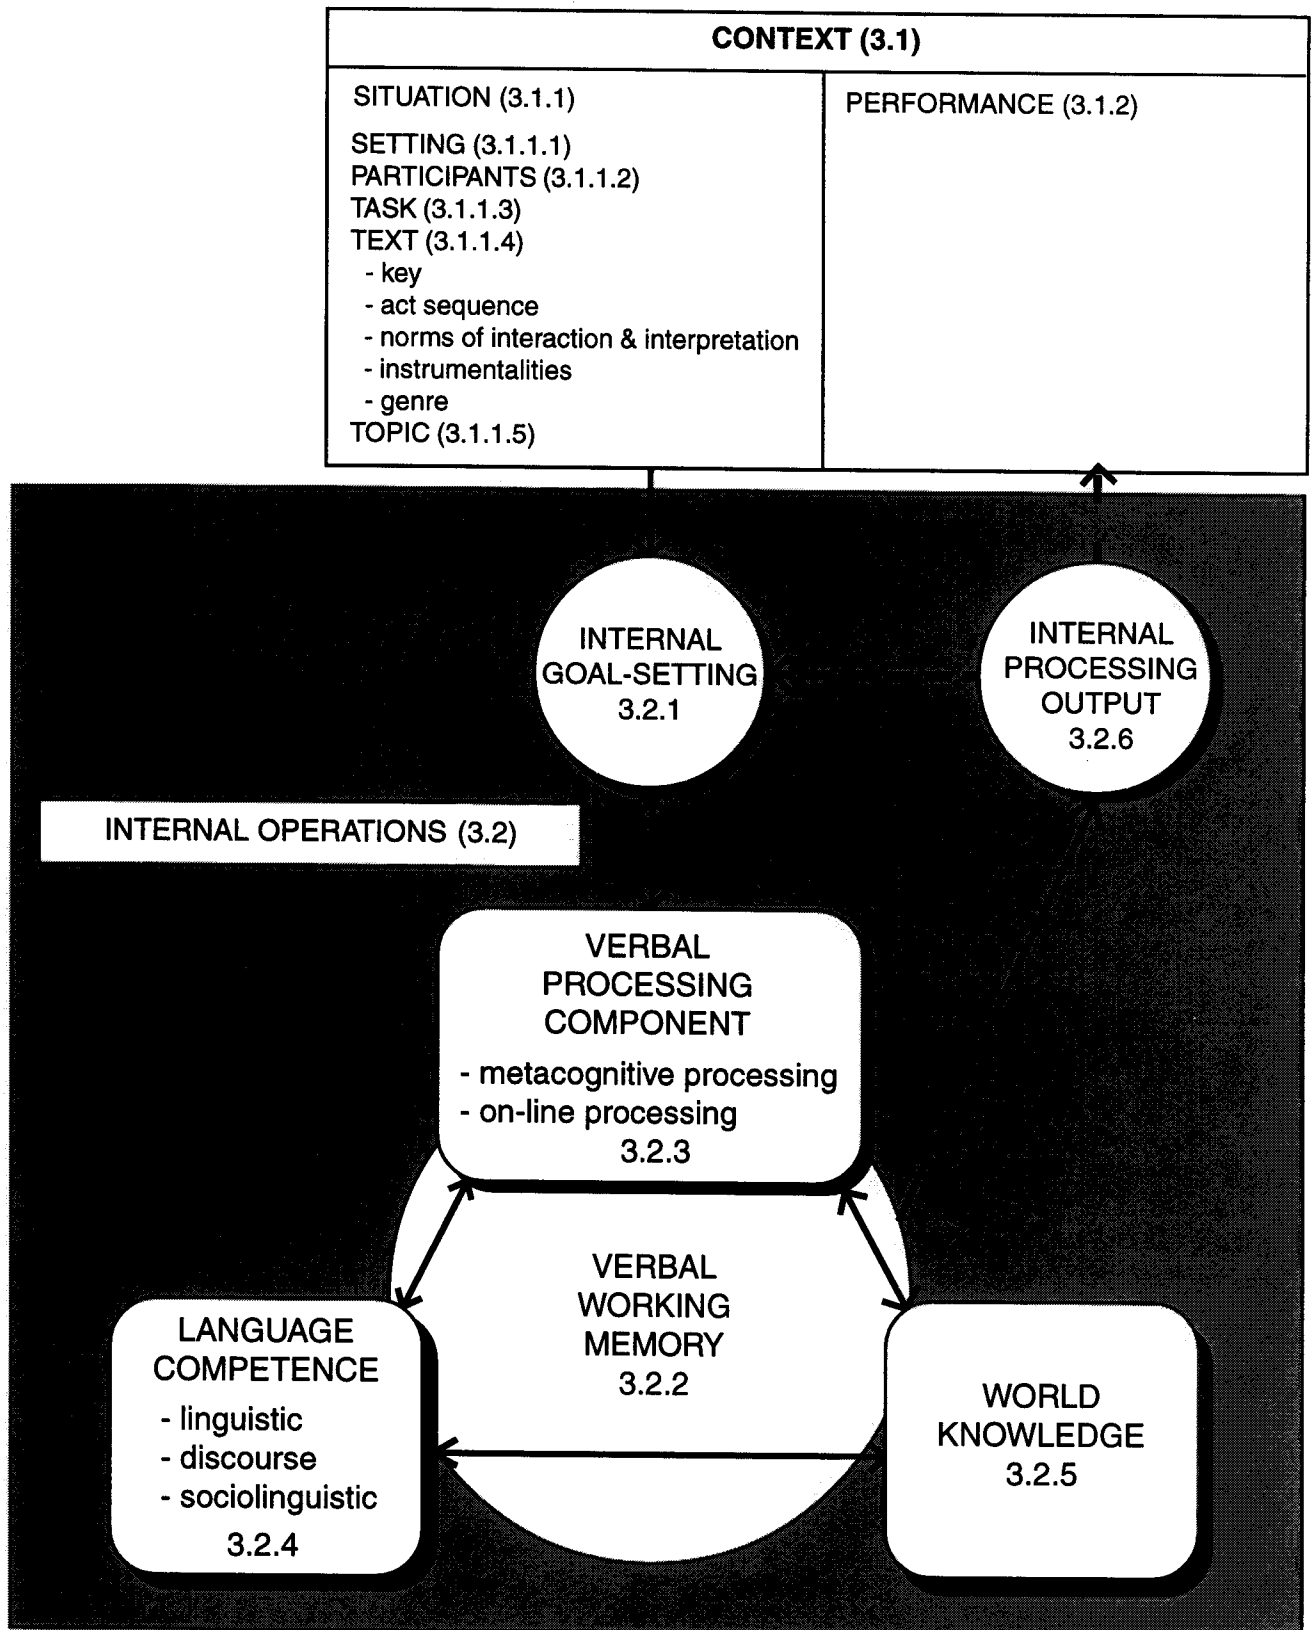 CONTEXT (3.1)
SITUATION (3.1.1)
SETTING (3.1.1.1)
PARTICIPANTS (3.1.1.2)
TASK (3.1.1.3)
TEXT (3.1.1.4)
- key
- act sequence
- norms of interaction & interpretation
- instrumentalities
- genre
TOPIC (3.1.1.5)
PERFORMANCE (3.1.2)
INTERNAL
GOAL-SETTING
3.2.1
INTERNAL
PROCESSING
OUTPUT
3.2.6
INTERNAL OPERATIONS (3.2)
VERBAL
PROCESSING
COMPONENT
- metacognitive processing
- on-line processing
3.2.3
VERBAL
WORKING
MEMORY
3.2.2
LANGUAGE
COMPETENCE
- linguistic
- discourse
- sociolinguistic
3.2.4
WORLD
KNOWLEDGE
3.2.5